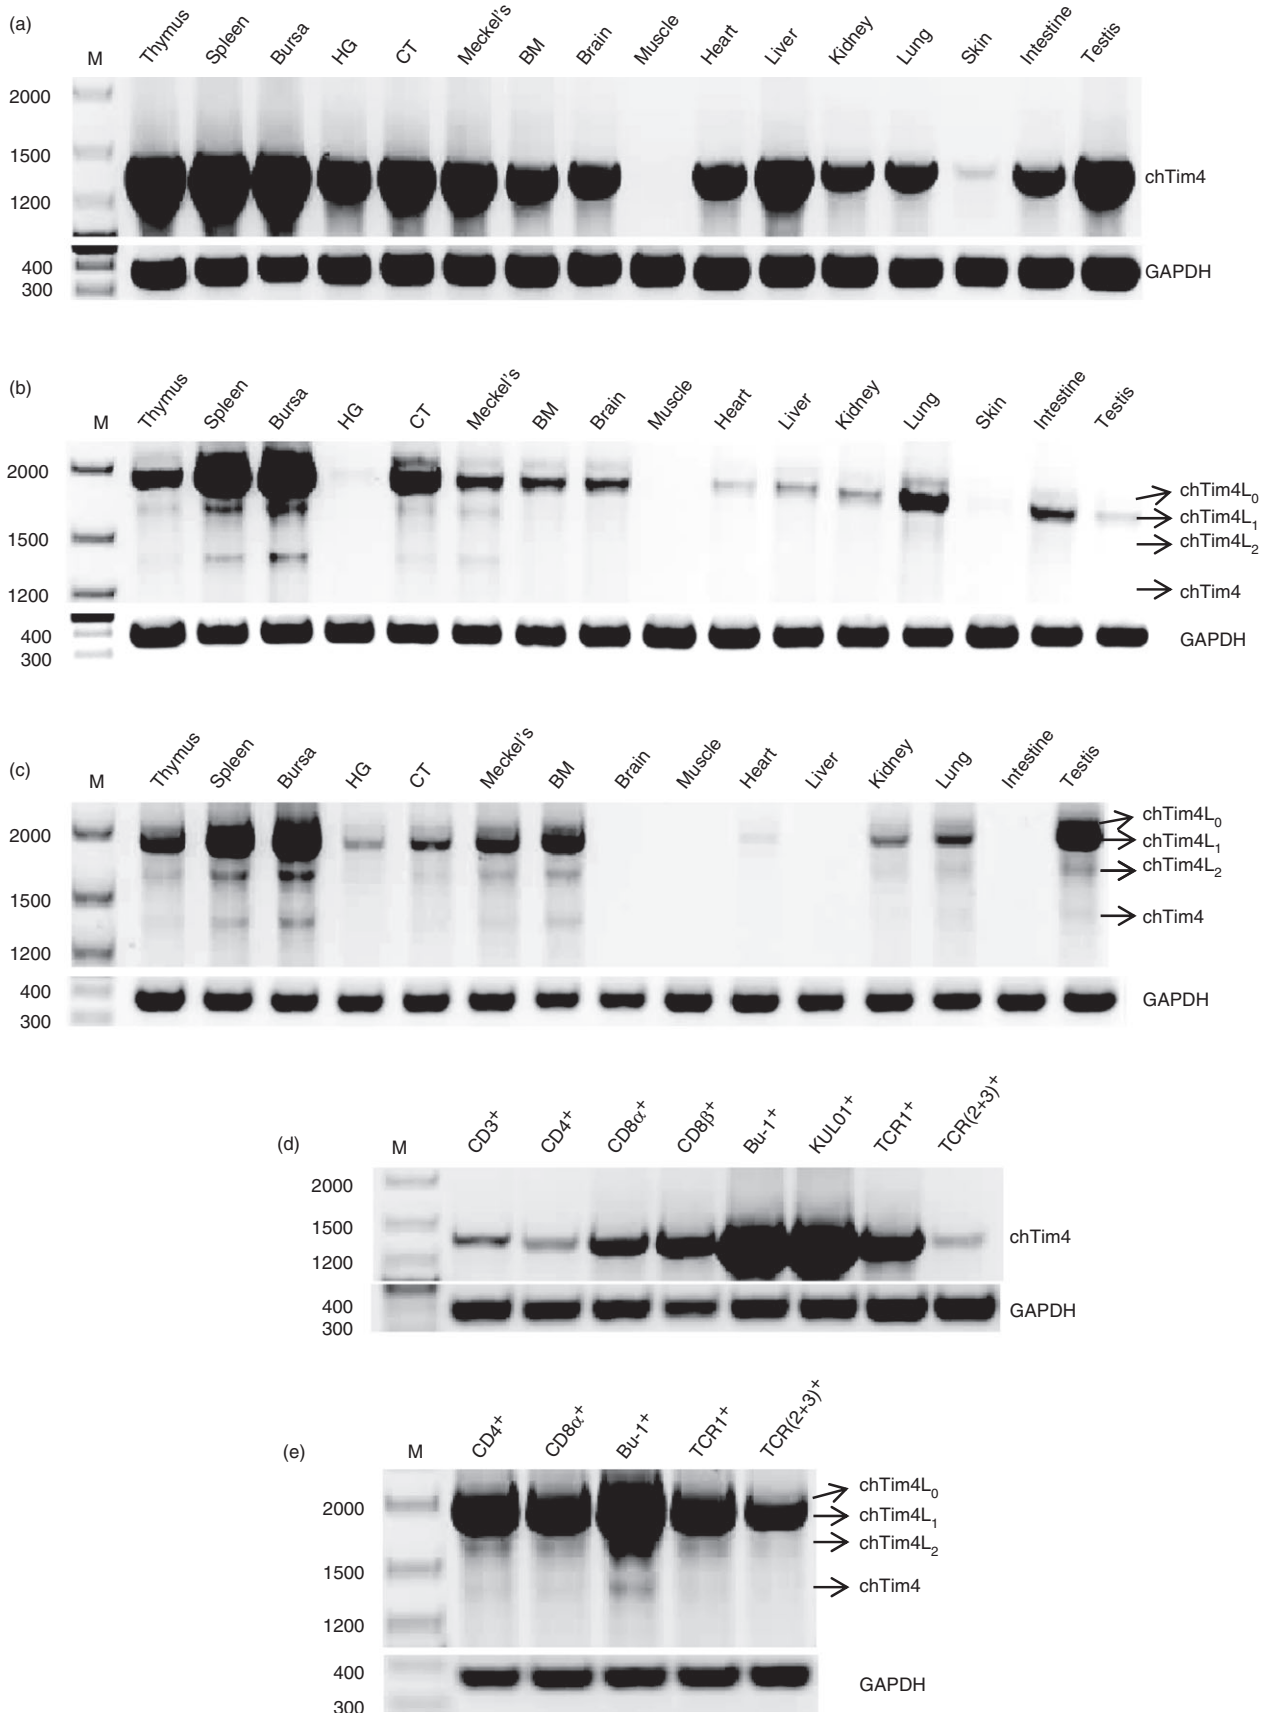 (a)
M Thymus Spleen Bursa HG CT Meckel's BM Brain Muscle Heart Liver Kidney Lung Skin Intestine Testis
2000
1500
chTim4
1200
400 GAPDH
300
(b)
M Thymus Spleen Bursa HG CT Meckel's BM Brain Muscle Heart Liver Kidney Lung Skin Intestine Testis
2000
chTim4L0
chTim4L1
1500 chTim4L2
1200 chTim4
400 GAPDH
300
(c)
M Thymus Spleen Bursa HG CT Meckel's BM Brain Muscle Heart Liver Kidney Lung Intestine Testis
chTim4L0
2000 chTim4L1
chTim4L2
1500
chTim4
1200
400 GAPDH
300
(d)
M CD3+ CD4+ CD8α+ CD8β+ Bu-1+ KUL01+ TCR1+ TCR(2+3)+
2000
1500
chTim4
1200
400 GAPDH
300
(e)
M CD4+ CD8α+ Bu-1+ TCR1+ TCR(2+3)+
chTim4L0
2000 chTim4L1
chTim4L2
1500
chTim4
1200
400
GAPDH
300